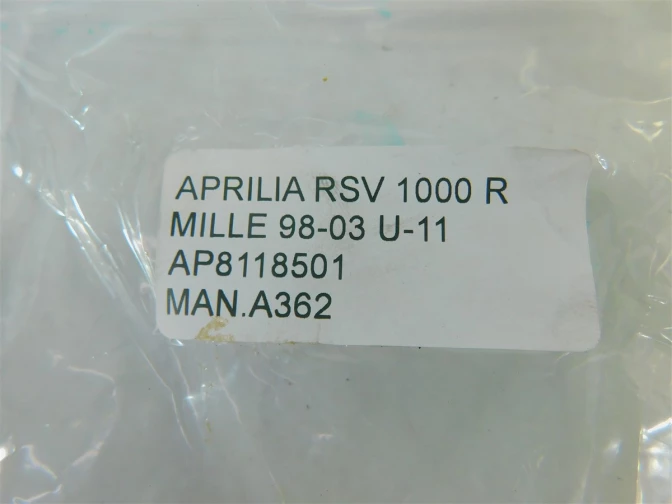 APRILIA RSV 1000 R
MILLE 98-03 U-11
AP8118501
MAN.A362